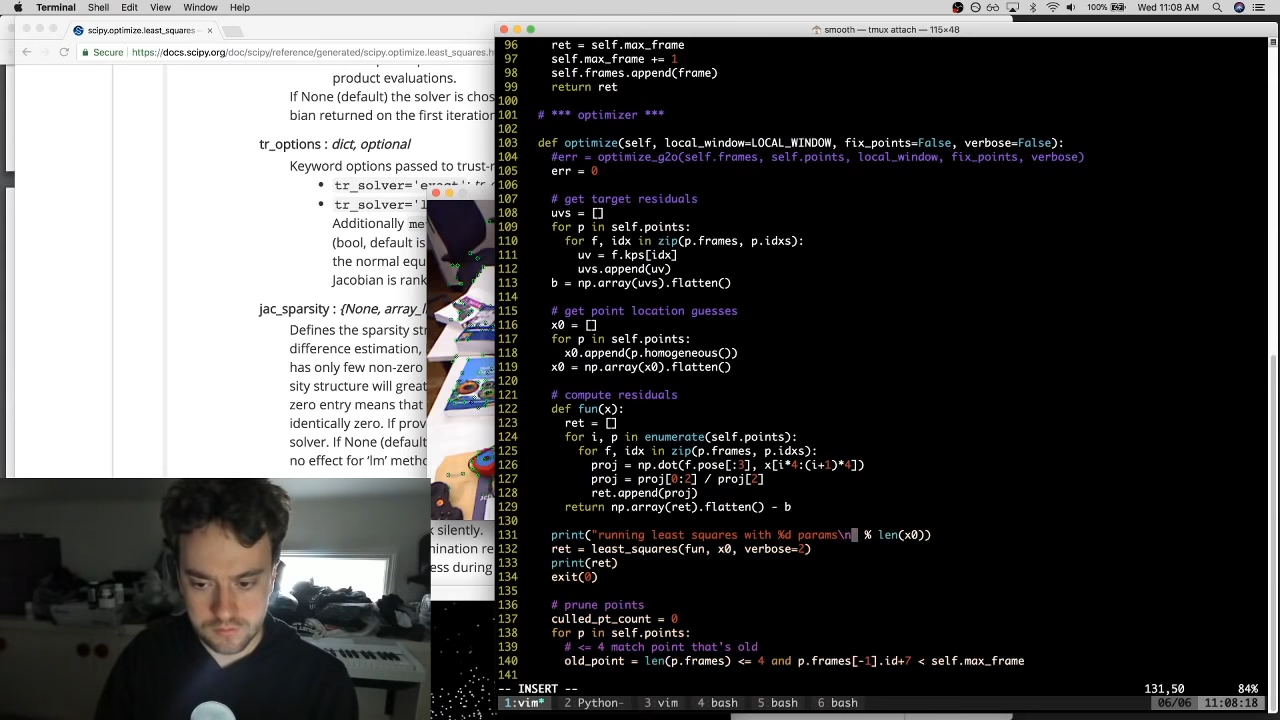 Terminal Shell Edit View Window Help 100% Wed 11:08 AM
scipy.optimize.least_squares — ×
Secure https://docs.scipy.org/doc/scipy/reference/generated/scipy.optimize.least_squares.h
product evaluations.
If None (default) the solver is chos
bian returned on the first iteration
tr_options : dict, optional
Keyword options passed to trust-r
tr_solver='exact': tr
tr_solver='l
Additionally me
(bool, default is
the normal equ
Jacobian is rank
jac_sparsity : {None, array_li
Defines the sparsity str
difference estimation,
has only few non-zero
sity structure will great
zero entry means that
identically zero. If prov
solver. If None (default
no effect for 'lm' metho
k silently.
mination re
ess during
smooth — tmux attach — 115×48
96 ret = self.max_frame
97 self.max_frame += 1
98 self.frames.append(frame)
99 return ret
100
101 # *** optimizer ***
102
103 def optimize(self, local_window=LOCAL_WINDOW, fix_points=False, verbose=False):
104 #err = optimize_g2o(self.frames, self.points, local_window, fix_points, verbose)
105 err = 0
106
107 # get target residuals
108 uvs = []
109 for p in self.points:
110 for f, idx in zip(p.frames, p.idxs):
111 uv = f.kps[idx]
112 uvs.append(uv)
113 b = np.array(uvs).flatten()
114
115 # get point location guesses
116 x0 = []
117 for p in self.points:
118 x0.append(p.homogeneous())
119 x0 = np.array(x0).flatten()
120
121 # compute residuals
122 def fun(x):
123 ret = []
124 for i, p in enumerate(self.points):
125 for f, idx in zip(p.frames, p.idxs):
126 proj = np.dot(f.pose[:3], x[i*4:(i+1)*4])
127 proj = proj[0:2] / proj[2]
128 ret.append(proj)
129 return np.array(ret).flatten() - b
130
131 print("running least squares with %d params\n" % len(x0))
132 ret = least_squares(fun, x0, verbose=2)
133 print(ret)
134 exit(0)
135
136 # prune points
137 culled_pt_count = 0
138 for p in self.points:
139 # <= 4 match point that's old
140 old_point = len(p.frames) <= 4 and p.frames[-1].id+7 < self.max_frame
141
-- INSERT -- 131,50 84%
1:vim* 2 Python- 3 vim 4 bash 5 bash 6 bash 06/06 11:08:18